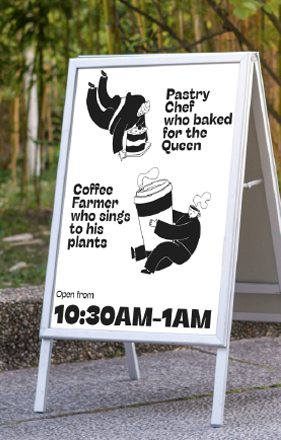 Pastry
Chef
who baked
for the
Queen
Coffee
Farmer
who sings
to his
plants
Open from
10:30AM-1AM